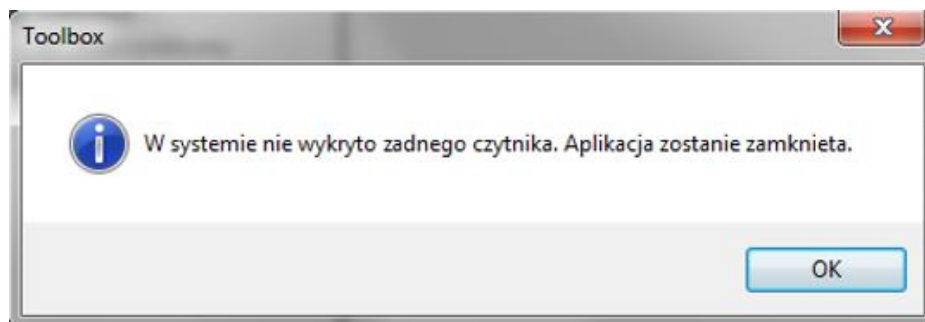 Toolbox
W systemie nie wykryto zadnego czytnika. Aplikacja zostanie zamknieta.
OK